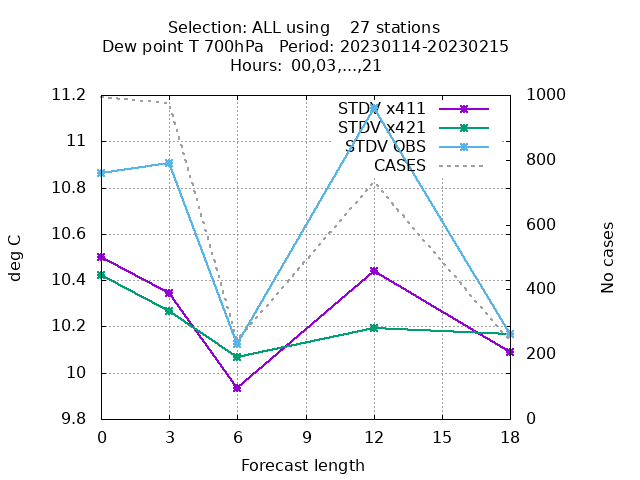 Selection: ALL using    27 stations
Dew point T 700hPa   Period: 20230114-20230215
Hours:  00,03,...,21
11.2
11
10.8
10.6
10.4
10.2
10
9.8
deg C
STDV x411
STDV x421
STDV OBS
CASES
1000
800
600
400
200
0
No cases
0 3 6 9 12 15 18
Forecast length